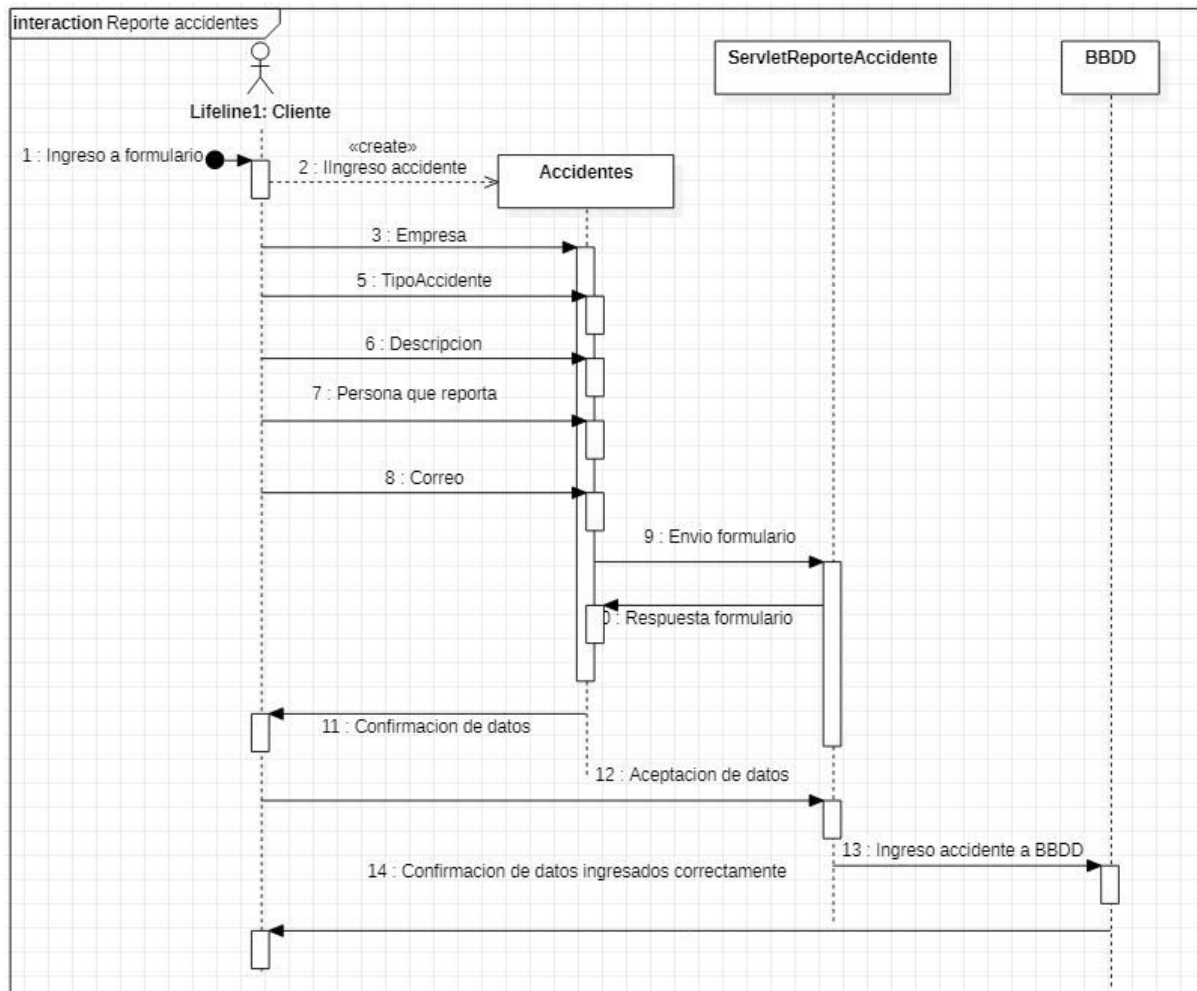 interaction Reporte accidentes
ServletReporteAccidente
BBDD
Lifeline1: Cliente
1 : Ingreso a formulario
«create»
2 : IIngreso accidente
Accidentes
3 : Empresa
5 : TipoAccidente
6 : Descripcion
7 : Persona que reporta
8 : Correo
9 : Envio formulario
: Respuesta formulario
11 : Confirmacion de datos
12 : Aceptacion de datos
13 : Ingreso accidente a BBDD
14 : Confirmacion de datos ingresados correctamente